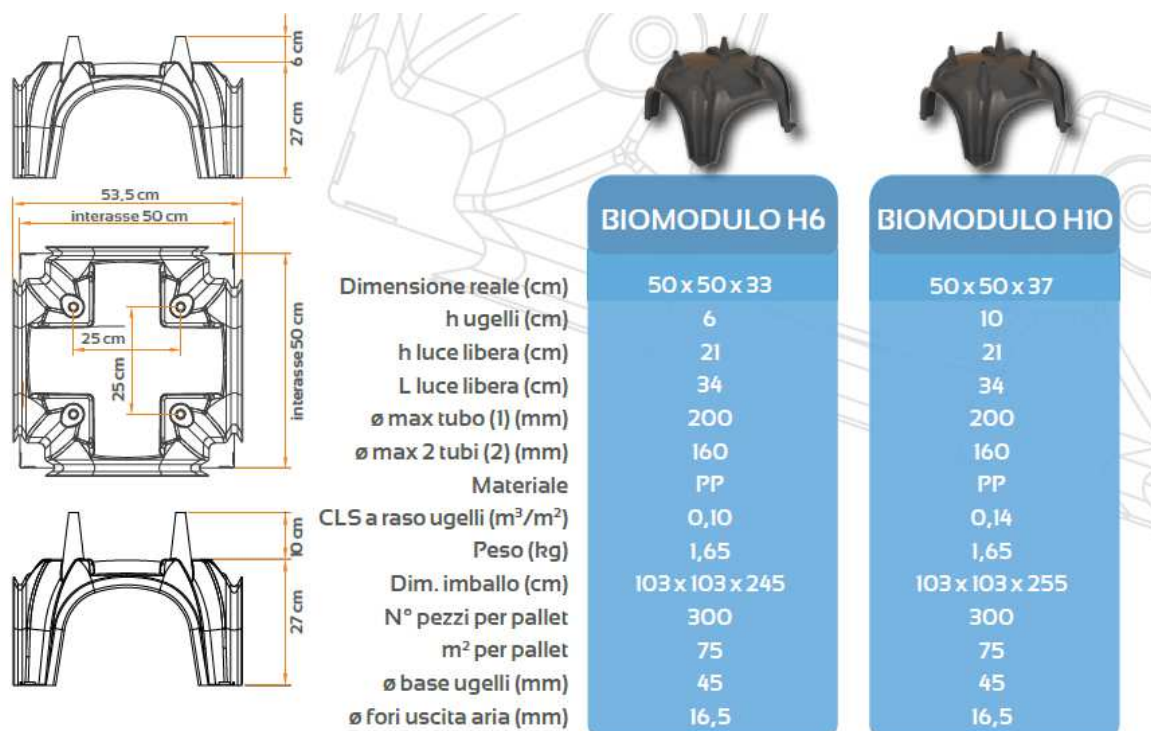 6 cm
27 cm
53,5 cm
interasse 50 cm
25 cm
25 cm
interasse 50 cm
10 cm
27 cm
BIOMODULO H6 BIOMODULO H10
Dimensione reale (cm) 50 x 50 x 33 50 x 50 x 37
h ugelli (cm) 6 10
h luce libera (cm) 21 21
L luce libera (cm) 34 34
ø max tubo (1) (mm) 200 200
ø max 2 tubi (2) (mm) 160 160
Materiale PP PP
CLS a raso ugelli (m³/m²) 0,10 0,14
Peso (kg) 1,65 1,65
Dim. imballo (cm) 103 x 103 x 245 103 x 103 x 255
N° pezzi per pallet 300 300
m² per pallet 75 75
ø base ugelli (mm) 45 45
ø fori uscita aria (mm) 16,5 16,5